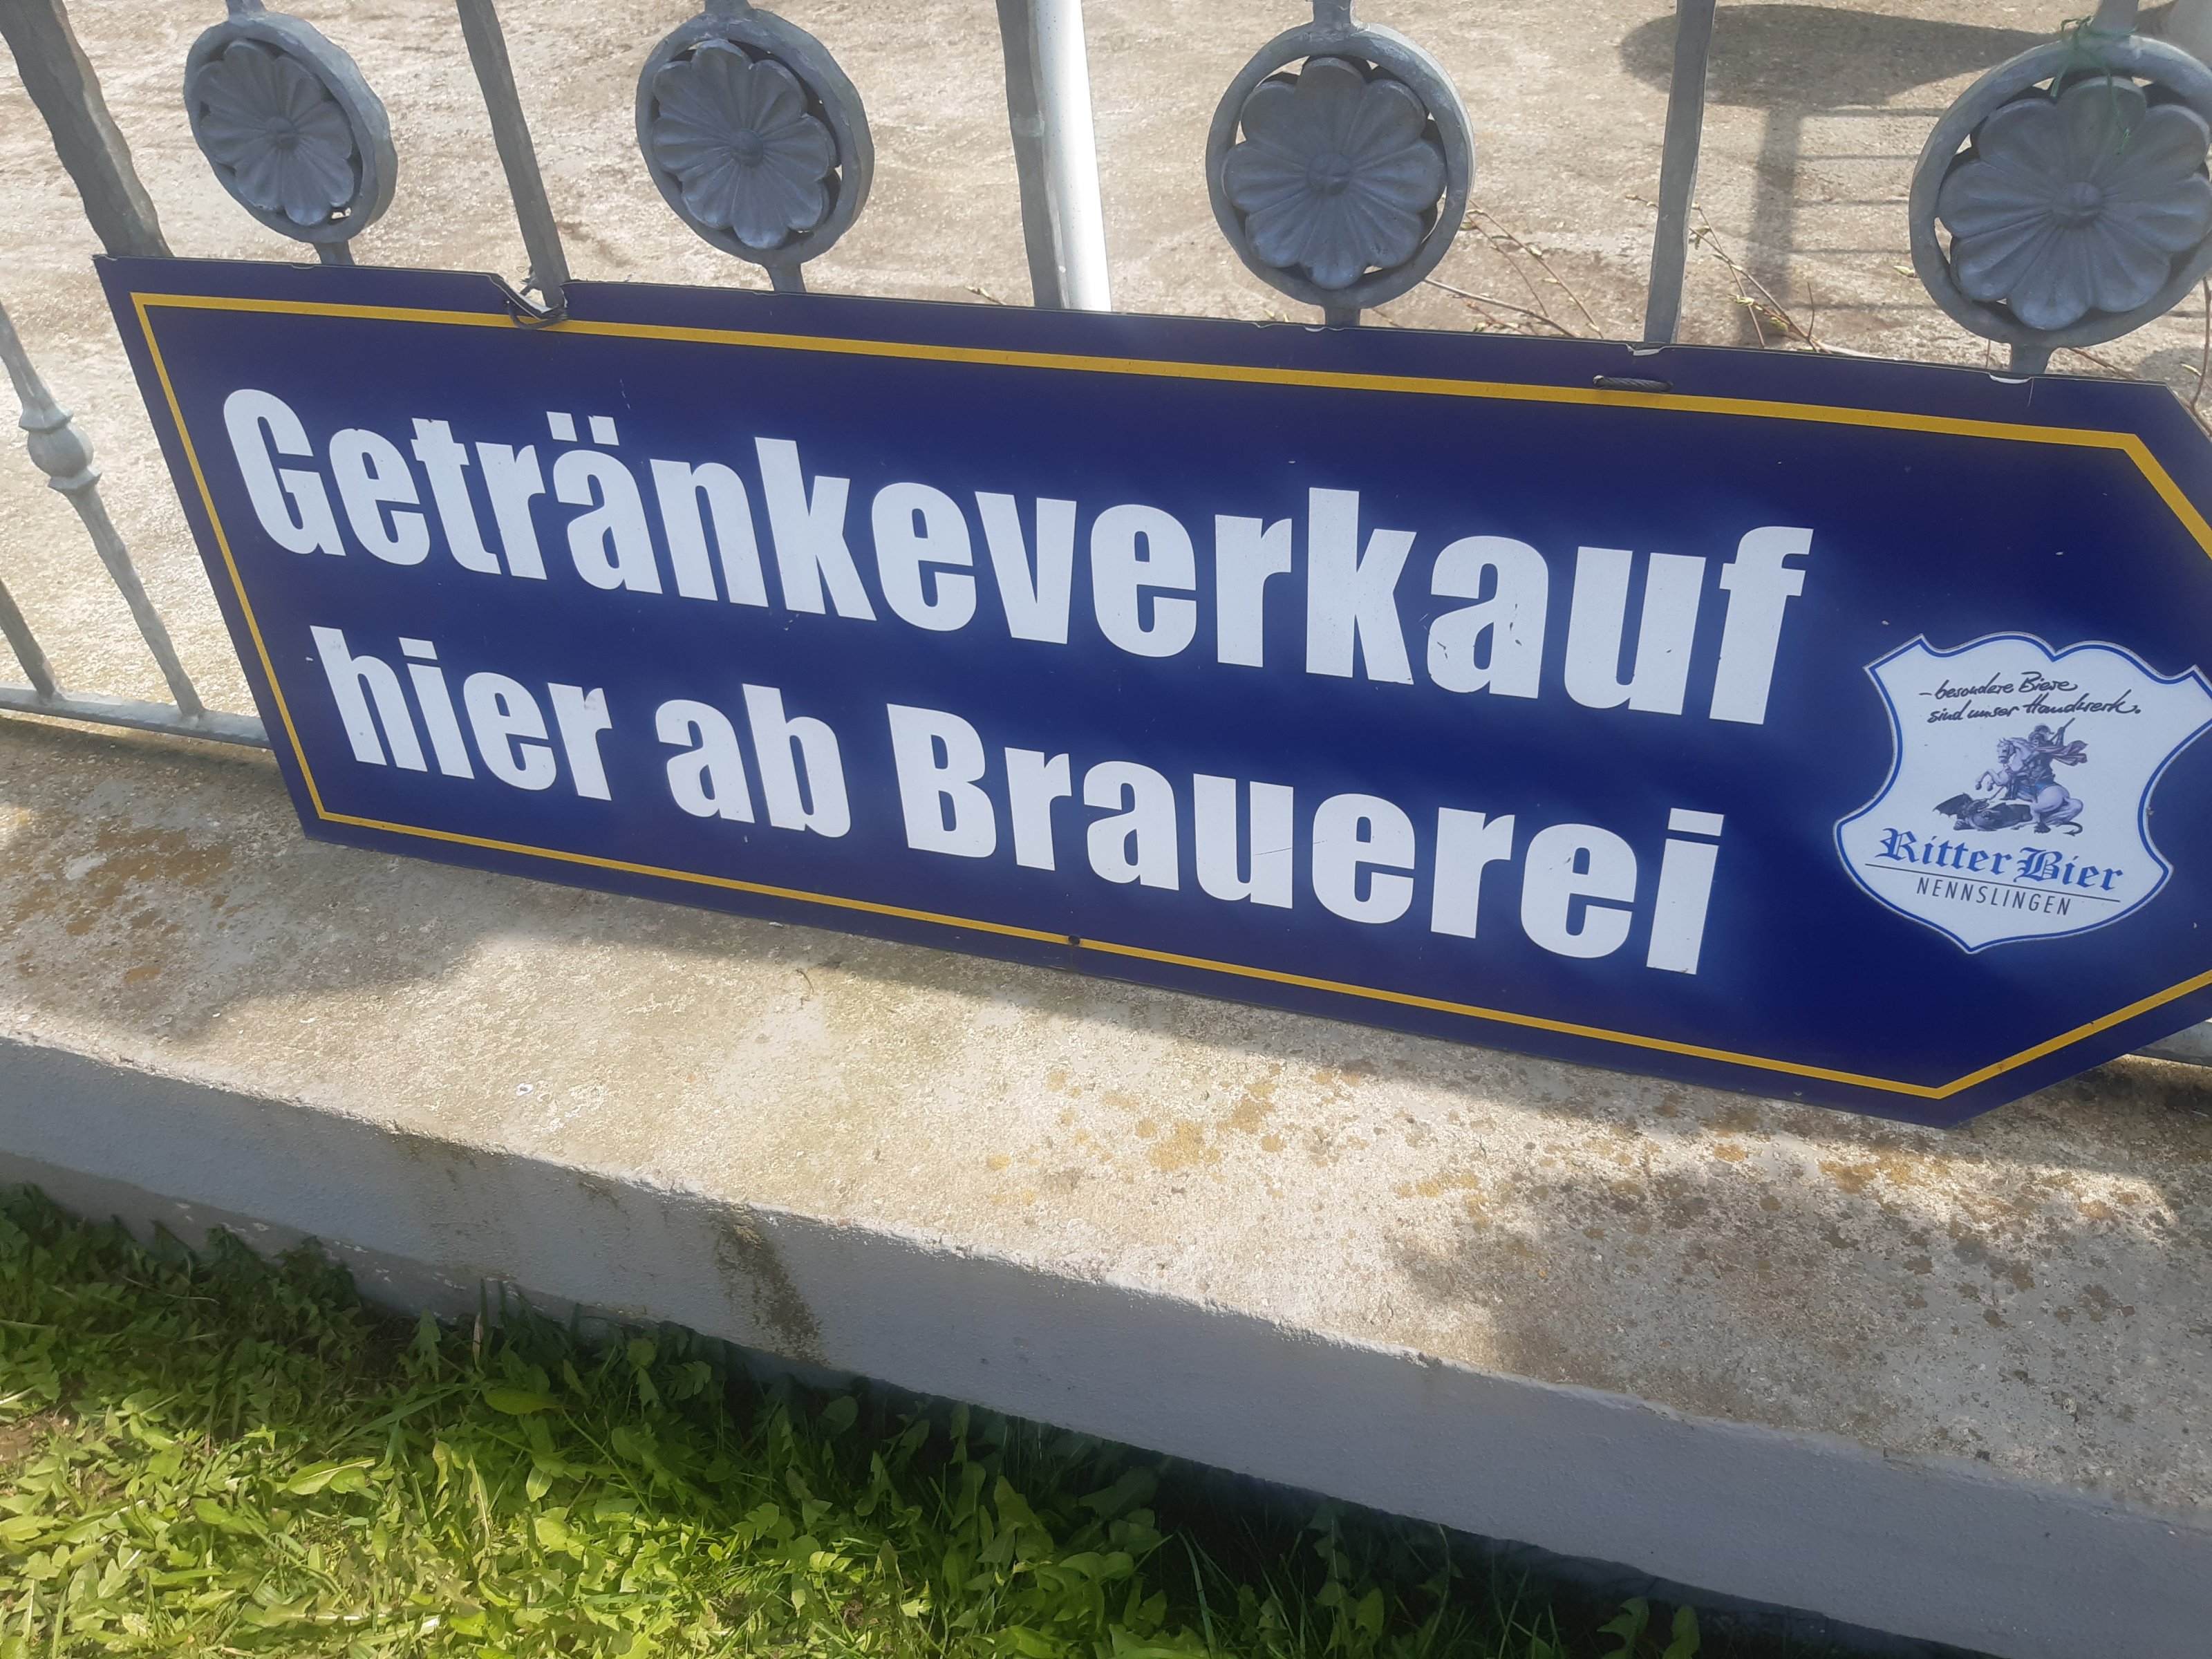 Getränkeverkauf
hier ab Brauerei
- besondere Biere
sind unser Handwerk.
Ritter Bier
NENNSLINGEN